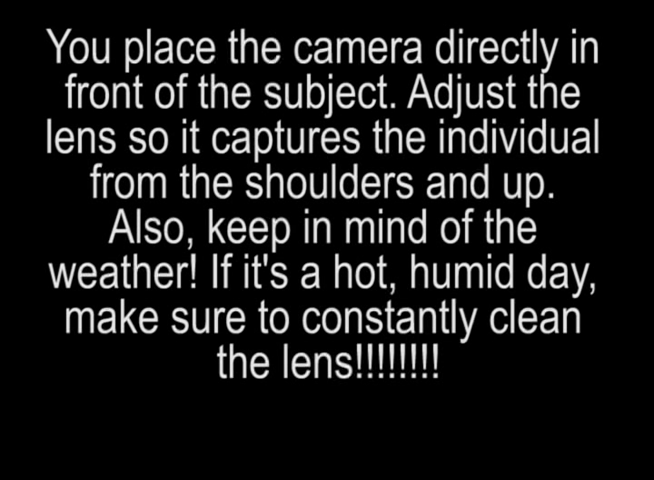 You place the camera directly in
front of the subject. Adjust the
lens so it captures the individual
from the shoulders and up.
Also, keep in mind of the
weather! If it's a hot, humid day,
make sure to constantly clean
the lens!!!!!!!!